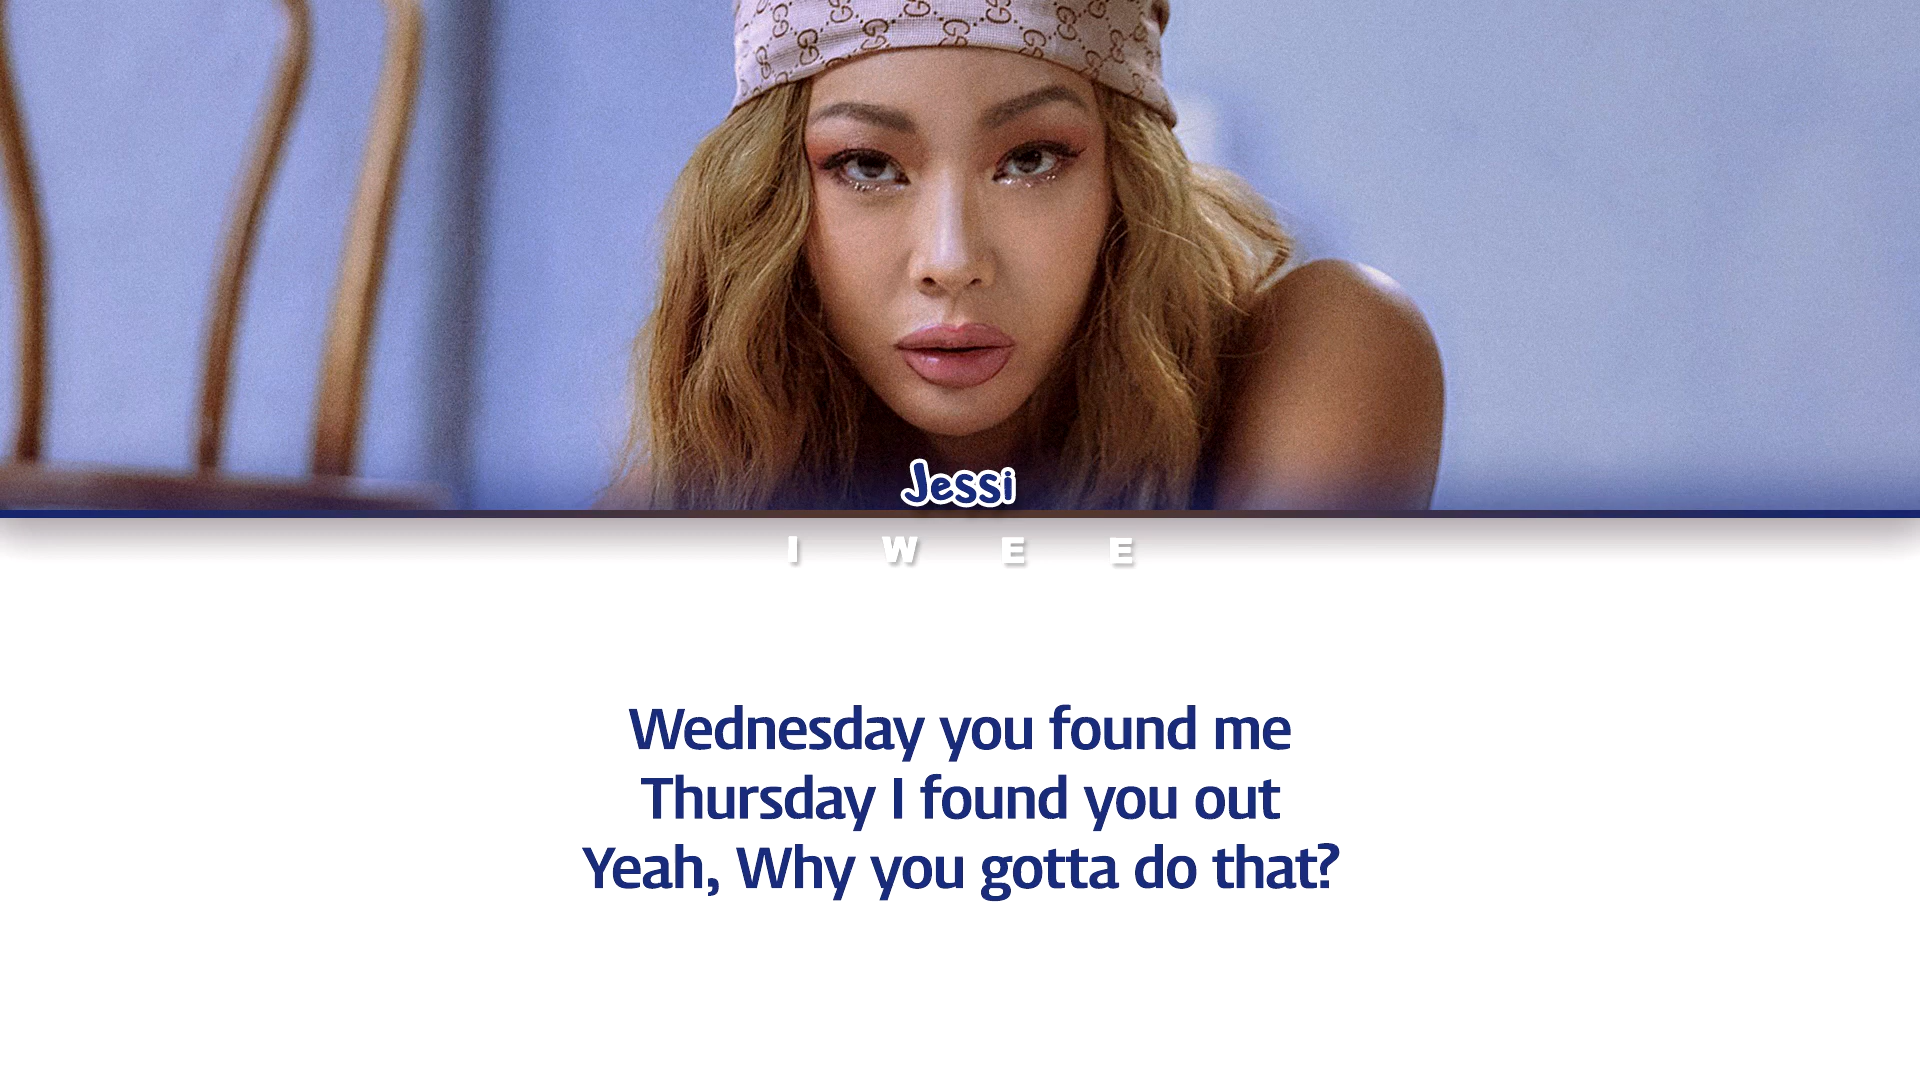 Jessi
I W E E
Wednesday you found me
Thursday I found you out
Yeah, Why you gotta do that?